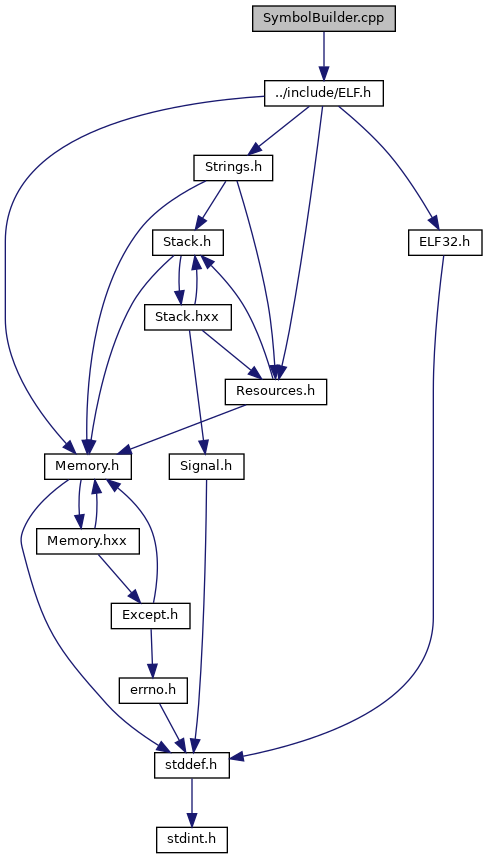 SymbolBuilder.cpp
../include/ELF.h
Strings.h
Stack.h
ELF32.h
Stack.hxx
Resources.h
Memory.h
Signal.h
Memory.hxx
Except.h
errno.h
stddef.h
stdint.h